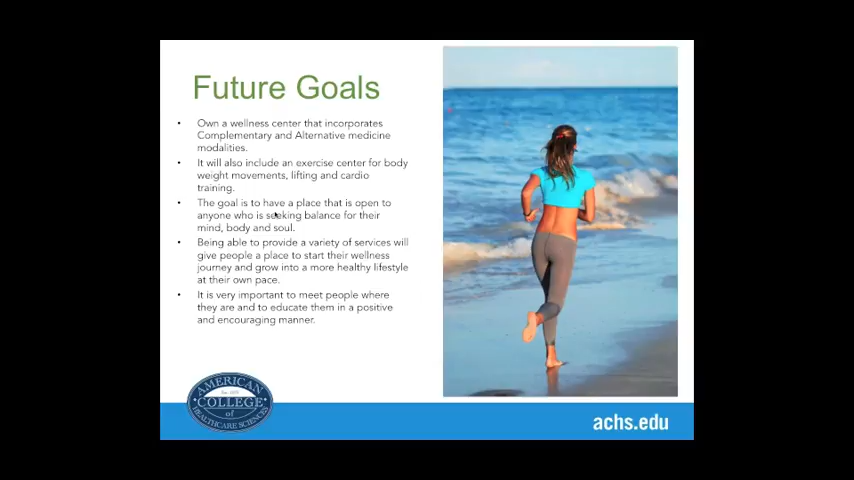 Future Goals
• Own a wellness center that incorporates
Complementary and Alternative medicine
modalities.
• It will also include an exercise center for body
weight movements, lifting and cardio
training.
• The goal is to have a place that is open to
anyone who is seeking balance for their
mind, body and soul.
• Being able to provide a variety of services will
give people a place to start their wellness
journey and grow into a more healthy lifestyle
at their own pace.
• It is very important to meet people where
they are and to educate them in a positive
and encouraging manner.
AMERICAN
COLLEGE
of
HEALTHCARE SCIENCES
achs.edu